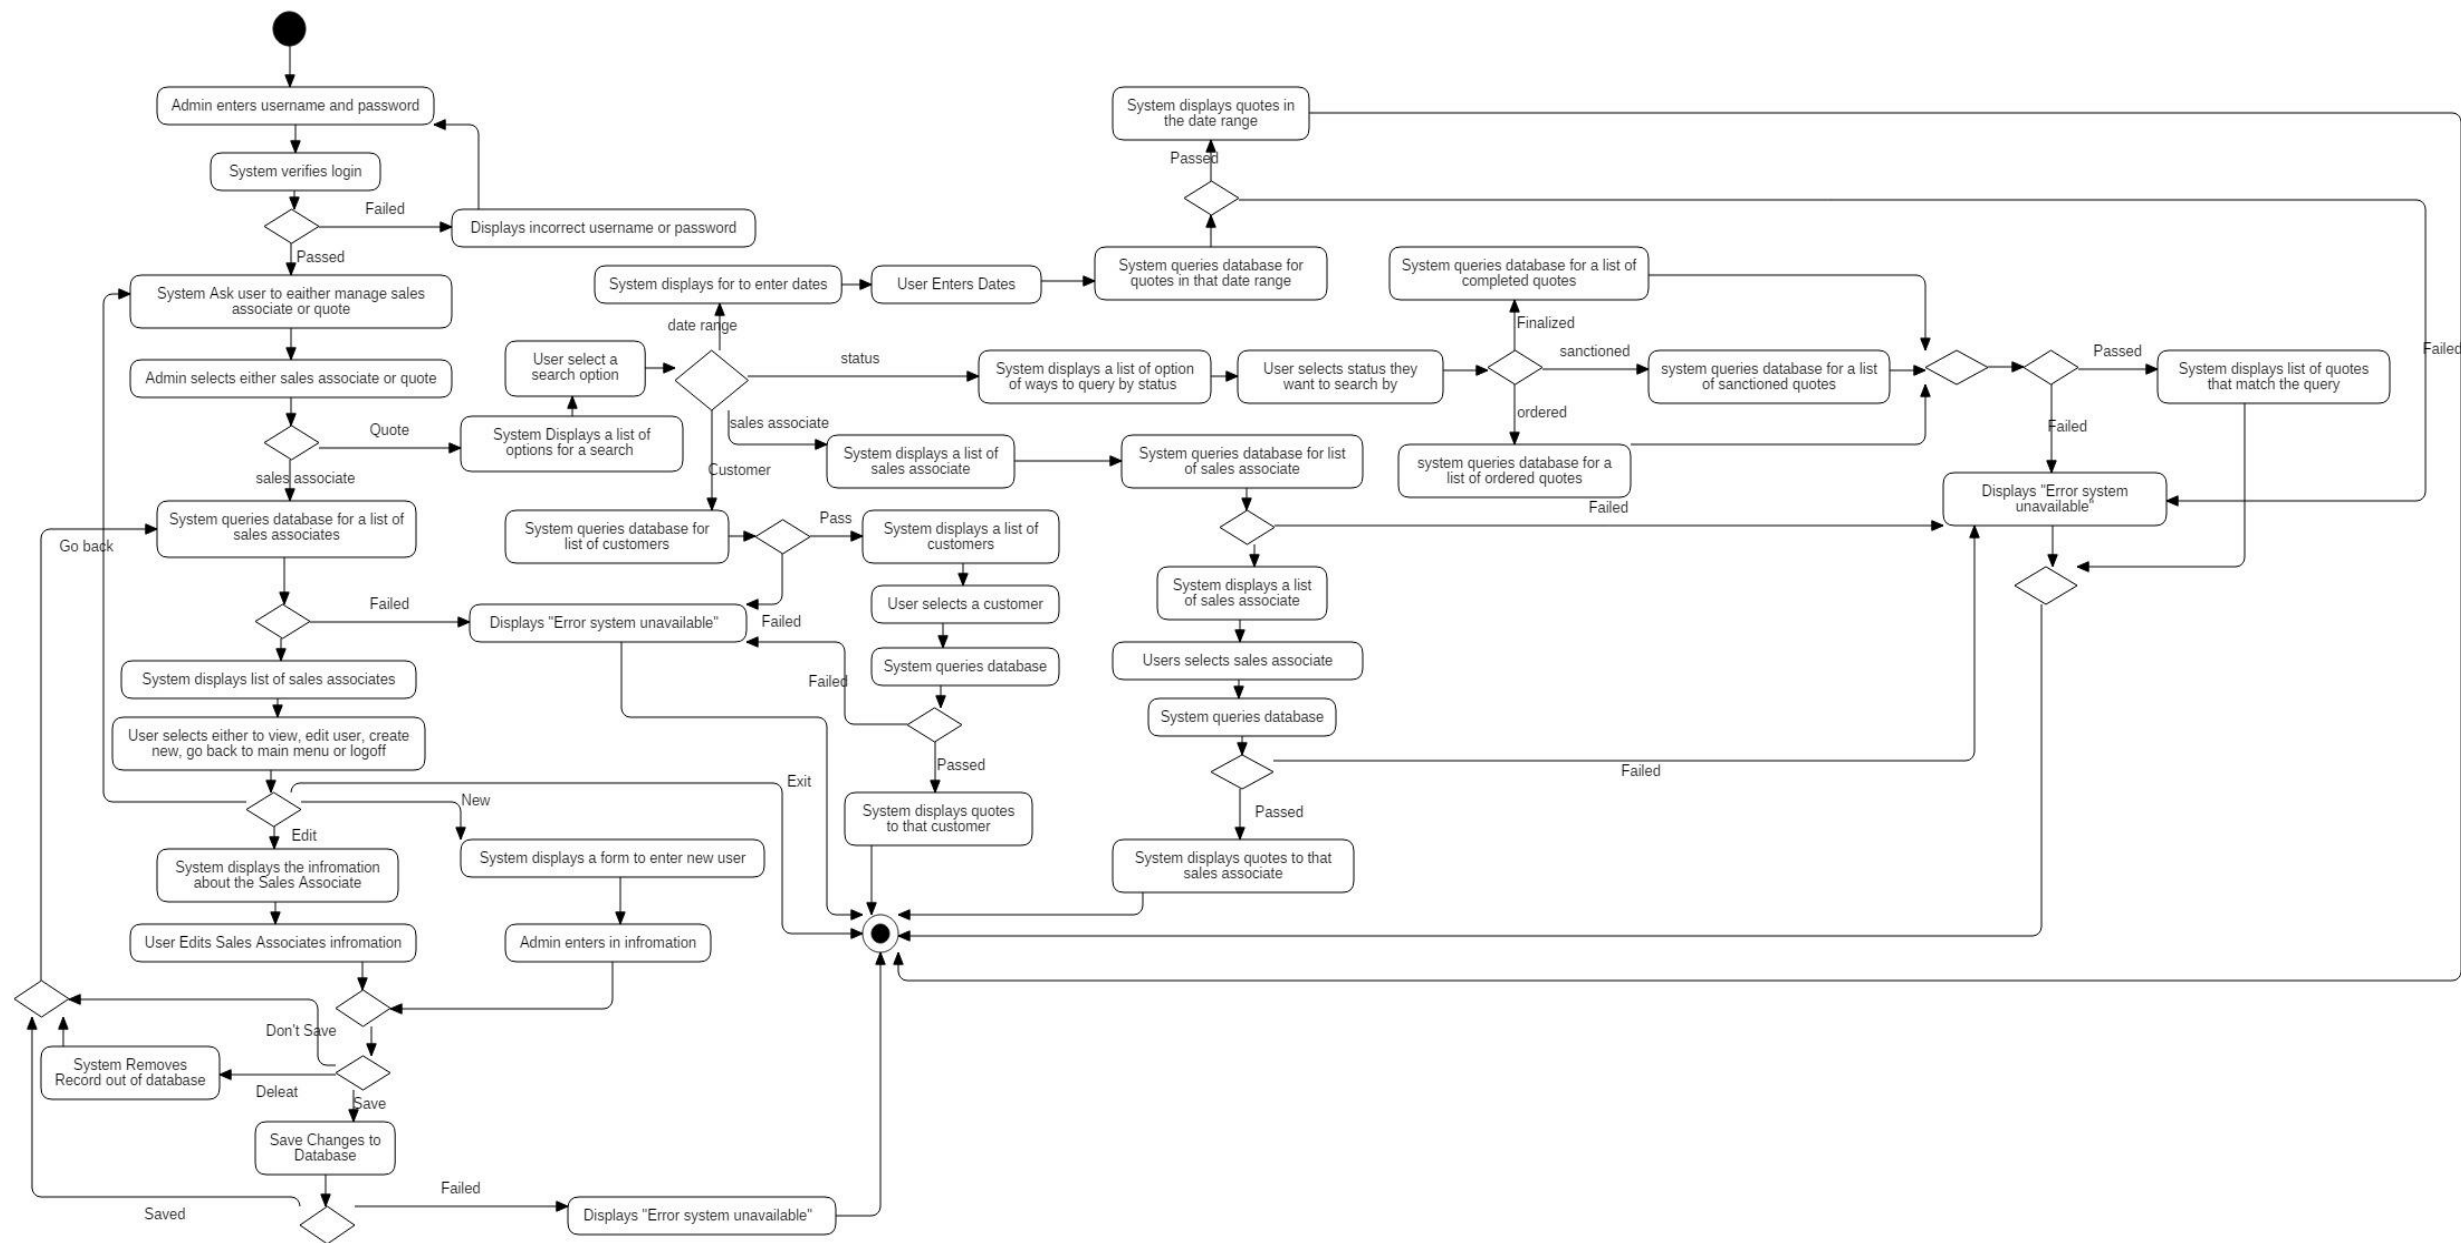 Admin enters username and password
System verifies login
Failed
Displays incorrect username or password
Passed
System Ask user to eaither manage sales
associate or quote
Admin selects either sales associate or quote
Quote
System Displays a list of
options for a search
User select a
search option
sales associate
System queries database for a list of
sales associates
Go back
Failed
Displays "Error system unavailable"
System displays list of sales associates
User selects either to view, edit user, create
new, go back to main menu or logoff
Exit
New
Edit
System displays the infromation
about the Sales Associate
System displays a form to enter new user
User Edits Sales Associates infromation
Admin enters in infromation
Don't Save
System Removes
Record out of database
Deleat
Save
Save Changes to
Database
Saved
Failed
Displays "Error system unavailable"
date range
System displays for to enter dates
User Enters Dates
System queries database for
quotes in that date range
Passed
System displays quotes in
the date range
Failed
status
System displays a list of option
of ways to query by status
User selects status they
want to search by
Finalized
System queries database for a list of
completed quotes
sanctioned
system queries database for a list
of sanctioned quotes
ordered
system queries database for a
list of ordered quotes
Passed
System displays list of quotes
that match the query
Failed
Displays "Error system
unavailable"
sales associate
System displays a list of
sales associate
System queries database for list
of sales associate
Failed
System displays a list
of sales associate
Users selects sales associate
System queries database
Failed
Passed
System displays quotes to that
sales associate
Customer
System queries database for
list of customers
Pass
System displays a list of
customers
Failed
User selects a customer
System queries database
Failed
Passed
System displays quotes
to that customer